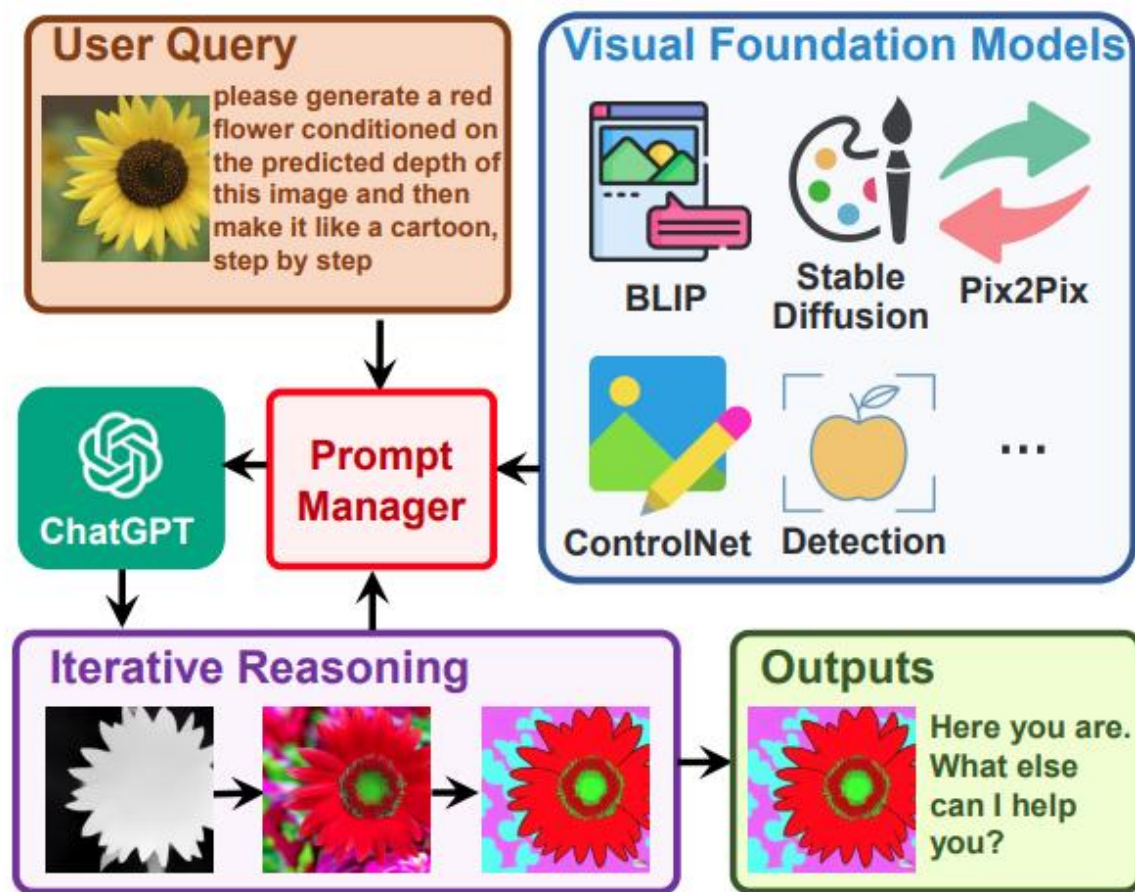 User Query
please generate a red
flower conditioned on
the predicted depth of
this image and then
make it like a cartoon,
step by step
Visual Foundation Models
BLIP
Stable
Diffusion
Pix2Pix
ControlNet
Detection
...
Prompt
Manager
ChatGPT
Iterative Reasoning
Outputs
Here you are.
What else
can I help
you?